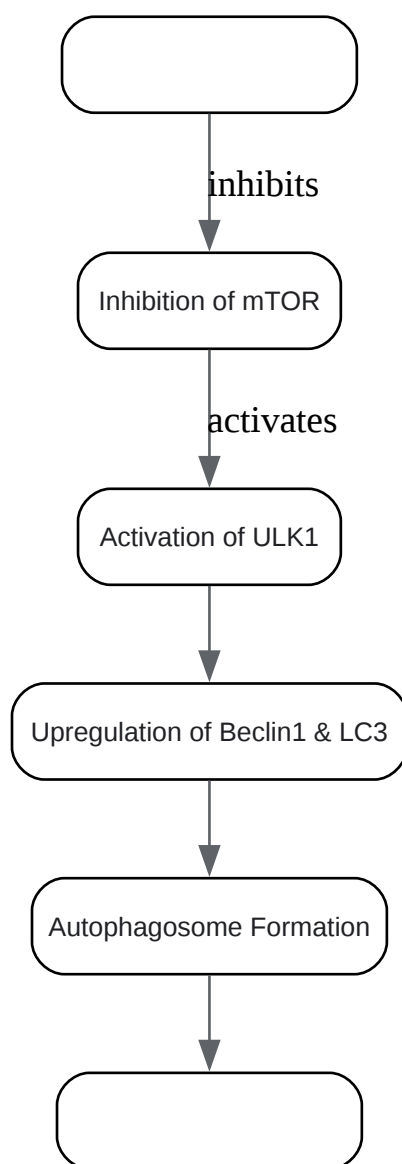 inhibits
Inhibition of mTOR
activates
Activation of ULK1
Upregulation of Beclin1 & LC3
Autophagosome Formation